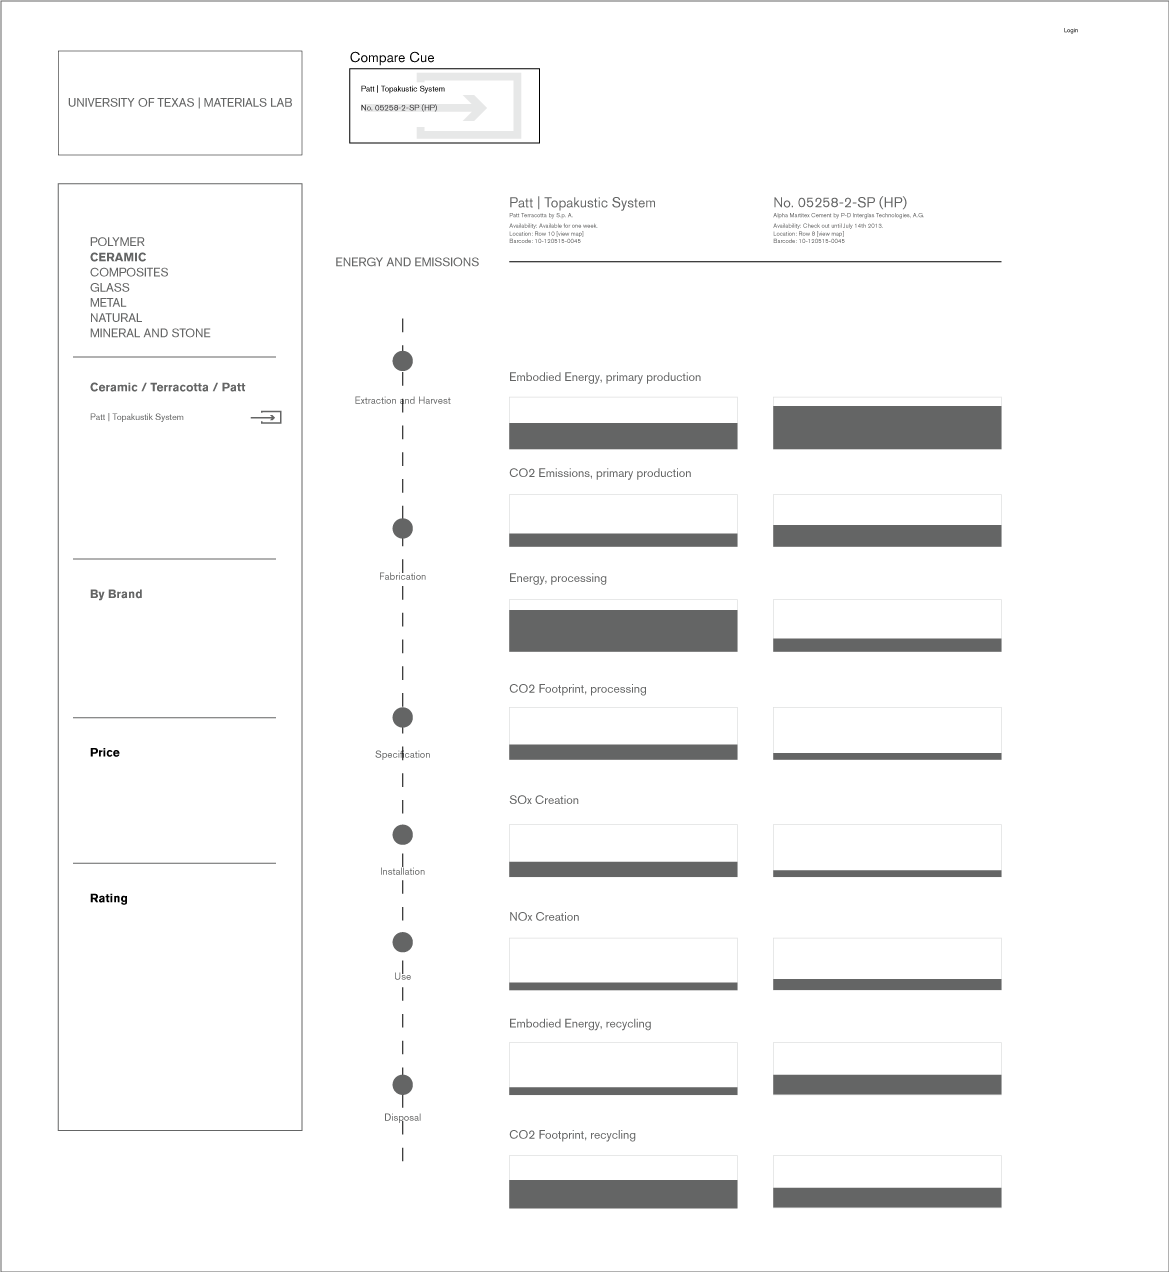 Login
UNIVERSITY OF TEXAS | MATERIALS LAB
Compare Cue
Patt | Topakustic System
No. 05258-2-SP (HP)
POLYMER
CERAMIC
COMPOSITES
GLASS
METAL
NATURAL
MINERAL AND STONE
Ceramic / Terracotta / Patt
Patt | Topakustik System
By Brand
Price
Rating
ENERGY AND EMISSIONS
Extraction and Harvest
Fabrication
Specification
Installation
Use
Disposal
Patt | Topakustic System
Patt Terracotta by S.p. A.
Availability: Available for one week.
Location: Row 10 [view map]
Barcode: 10-120515-0045
No. 05258-2-SP (HP)
Alpha Maritex Cement by P-D Interglas Technologies, A.G.
Availability: Check out until July 14th 2013.
Location: Row 8 [view map]
Barcode: 10-120515-0045
Embodied Energy, primary production
CO2 Emissions, primary production
Energy, processing
CO2 Footprint, processing
SOx Creation
NOx Creation
Embodied Energy, recycling
CO2 Footprint, recycling